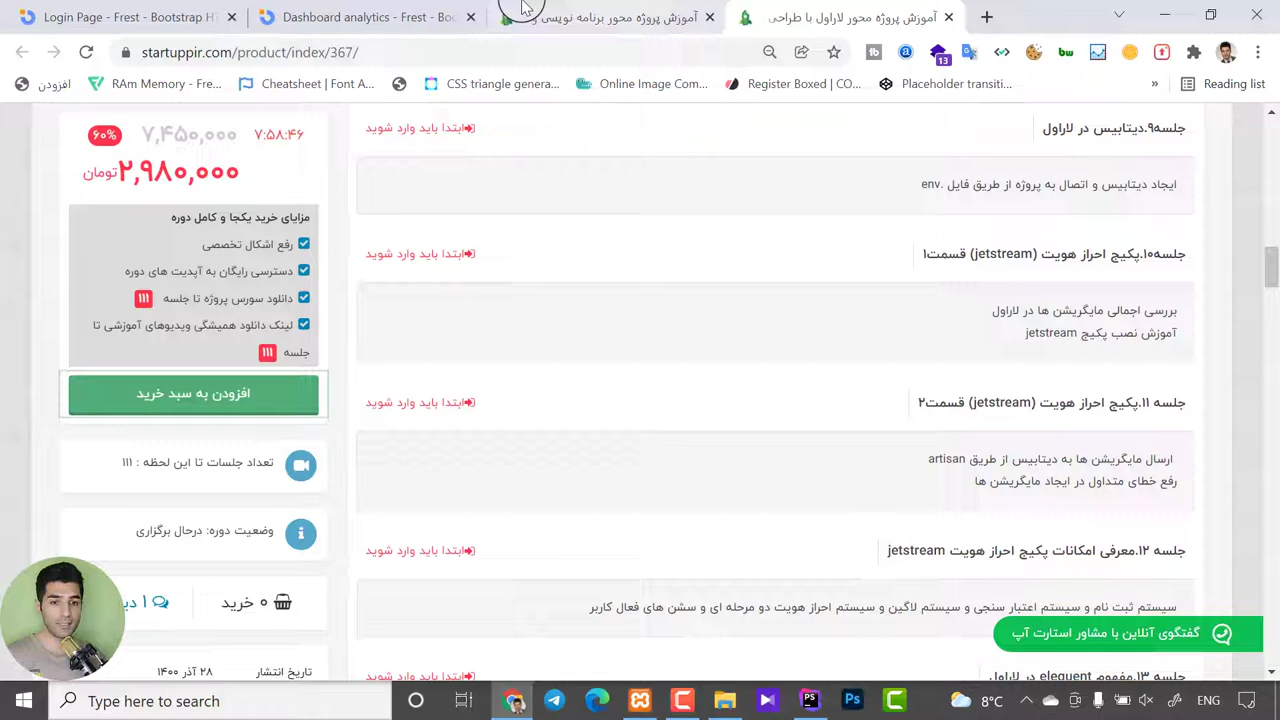 Login Page - Frest - Bootstrap HT
Dashboard analytics - Frest - Boo
آموزش پروژه محور برنامه نویسی و
آموزش پروژه محور لاراول با طراحی
startuppir.com/product/index/367/
13
افزودن
RAm Memory - Fre...
Cheatsheet | Font A...
CSS triangle genera...
Online Image Com...
Register Boxed | CO...
Placeholder transiti...
»
Reading list
۶۰%
۷,۴۵۰,۰۰۰
۷:۵۸:۴۶
۲,۹۸۰,۰۰۰ تومان
مزایای خرید یکجا و کامل دوره
رفع اشکال تخصصی
دسترسی رایگان به آپدیت های دوره
دانلود سورس پروژه تا جلسه ۱۱۱
لینک دانلود همیشگی ویدیوهای آموزشی تا
جلسه ۱۱۱
افزودن به سبد خرید
تعداد جلسات تا این لحظه : ۱۱۱
وضعیت دوره: درحال برگزاری
۰ خرید
تاریخ انتشار
۲۸ آذر ۱۴۰۰
جلسه۹.دیتابیس در لاراول
ابتدا باید وارد شوید
ایجاد دیتابیس و اتصال به پروژه از طریق فایل .env
جلسه۱۰.پکیج احراز هویت (jetstream) قسمت۱
ابتدا باید وارد شوید
بررسی اجمالی مایگریشن ها در لاراول
آموزش نصب پکیج jetstream
جلسه ۱۱.پکیج احراز هویت (jetstream) قسمت۲
ابتدا باید وارد شوید
ارسال مایگریشن ها به دیتابیس از طریق artisan
رفع خطای متداول در ایجاد مایگریشن ها
جلسه ۱۲.معرفی امکانات پکیج احراز هویت jetstream
ابتدا باید وارد شوید
سیستم ثبت نام و سیستم اعتبار سنجی و سیستم لاگین و سیستم احراز هویت دو مرحله ای و سشن های فعال کاربر
گفتگوی آنلاین با مشاور استارت آپ
جلسه ۱۳.مفهوم elequent در لاراول
ابتدا باید وارد شوید
Type here to search
8°C
ENG